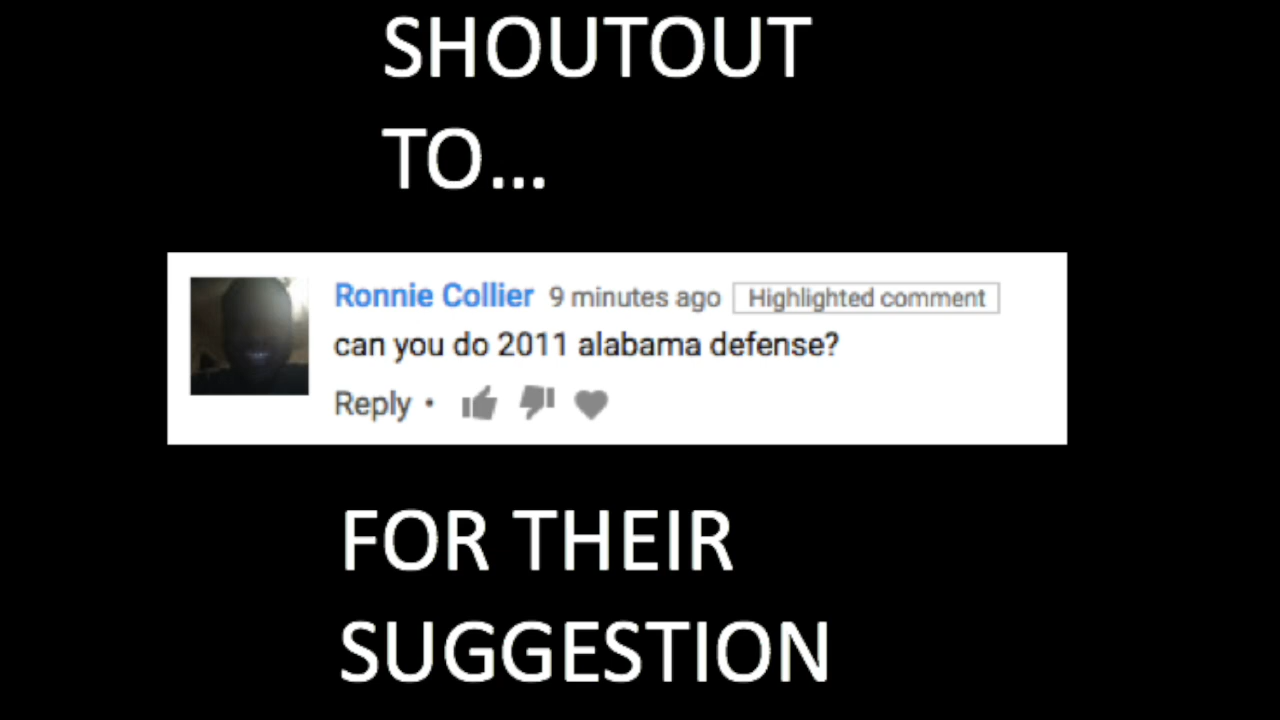 SHOUTOUT
TO...
Ronnie Collier 9 minutes ago Highlighted comment
can you do 2011 alabama defense?
Reply •
FOR THEIR
SUGGESTION